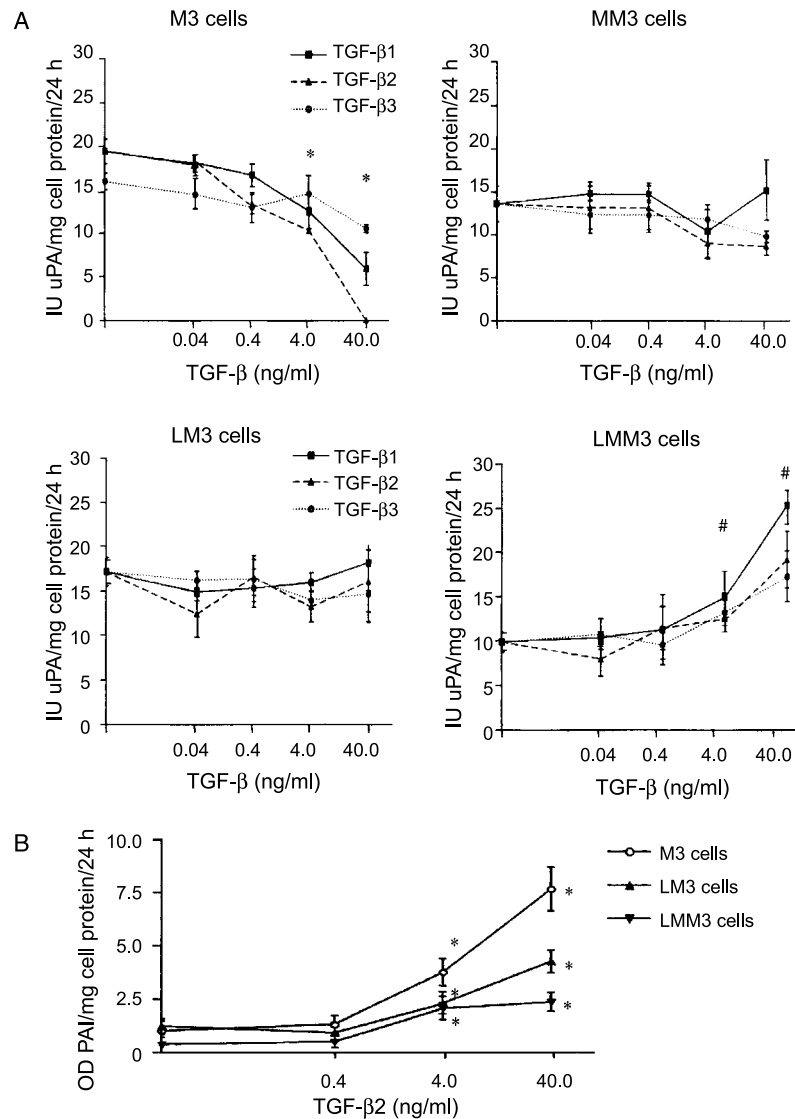 A
M3 cells
IU uPA/mg cell protein/24 h
30
25
20
15
10
5
0
TGF-β1
TGF-β2
TGF-β3
*
*
0.04
0.4
4.0
40.0
TGF-β (ng/ml)
MM3 cells
IU uPA/mg cell protein/24 h
30
25
20
15
10
5
0
0.04
0.4
4.0
40.0
TGF-β (ng/ml)
LM3 cells
IU uPA/mg cell protein/24 h
30
25
20
15
10
5
0
TGF-β1
TGF-β2
TGF-β3
0.04
0.4
4.0
40.0
TGF-β (ng/ml)
LMM3 cells
IU uPA/mg cell protein/24 h
30
25
20
15
10
5
0
#
#
0.04
0.4
4.0
40.0
TGF-β (ng/ml)
B
OD PAI/mg cell protein/24 h
10.0
7.5
5.0
2.5
0
*
*
*
*
*
*
M3 cells
LM3 cells
LMM3 cells
0.4
4.0
40.0
TGF-β2 (ng/ml)